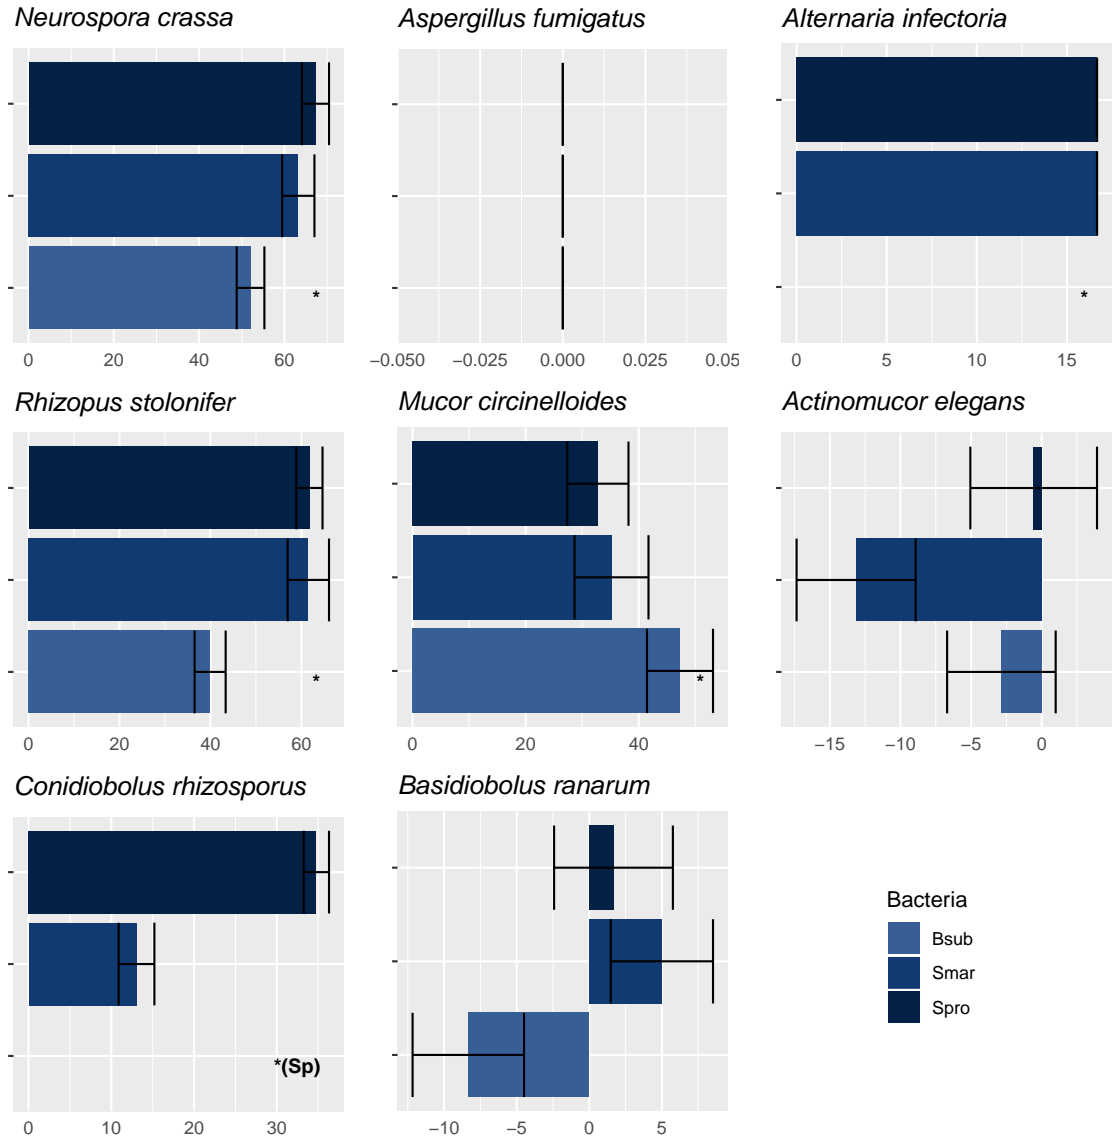 Neurospora crassa
Aspergillus fumigatus
Alternaria infectoria
*
*
0 20 40 60
−0.050 −0.025 0.000 0.025 0.05
0 5 10 15
Rhizopus stolonifer
Mucor circinelloides
Actinomucor elegans
*
*
0 20 40 60
0 20 40
−15 −10 −5 0
Conidiobolus rhizosporus
Basidiobolus ranarum
*(Sp)
0 10 20 30
−10 −5 0 5
Bacteria
Bsub
Smar
Spro